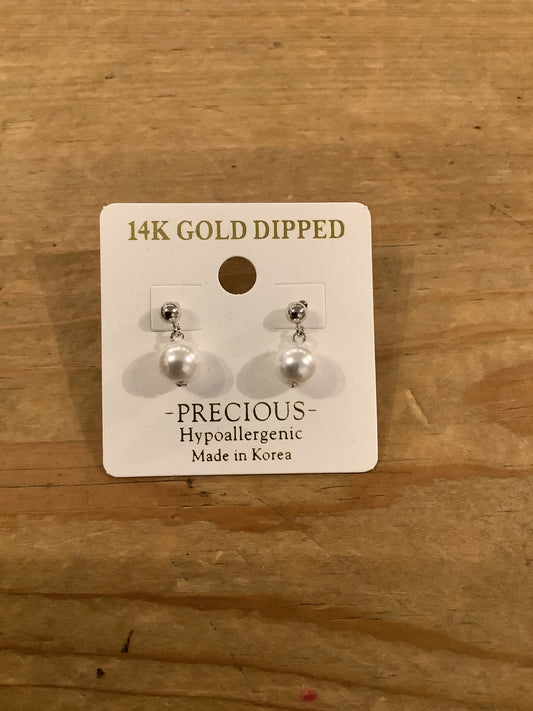 14K GOLD DIPPED
-PRECIOUS-
Hypoallergenic
Made in Korea